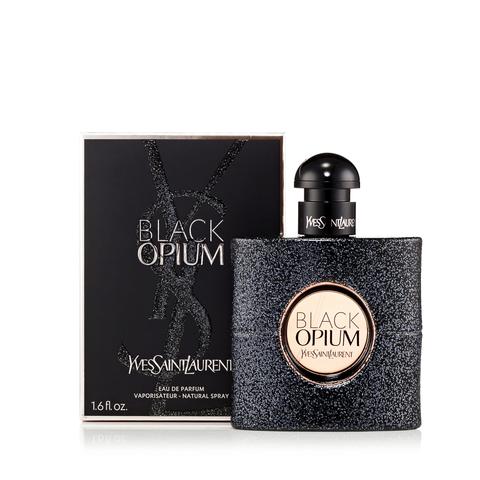 BLACK
OPIUM
YVESSAINTLAURENT
EAU DE PARFUM
VAPORISATEUR - NATURAL SPRAY
1.6 fl oz.
YVESSAINTLAURENT
BLACK
OPIUM
YVESSAINTLAURENT